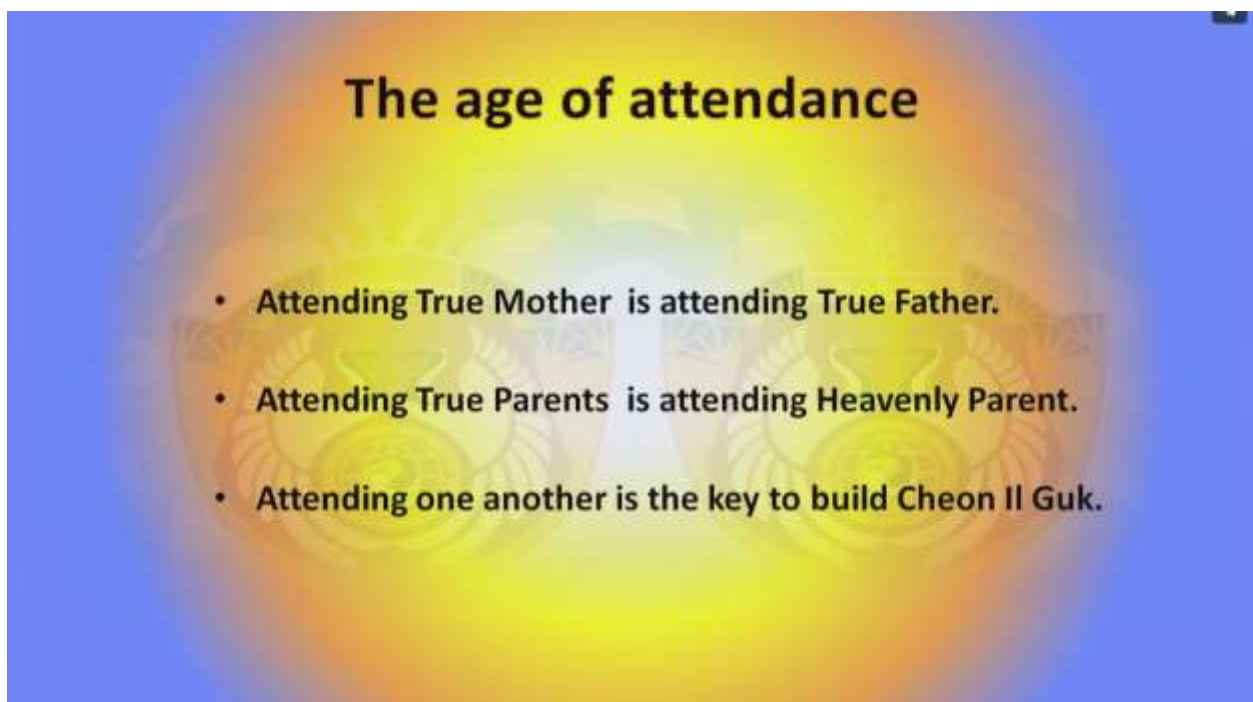 The age of attendance
• Attending True Mother is attending True Father.
• Attending True Parents is attending Heavenly Parent.
• Attending one another is the key to build Cheon Il Guk.